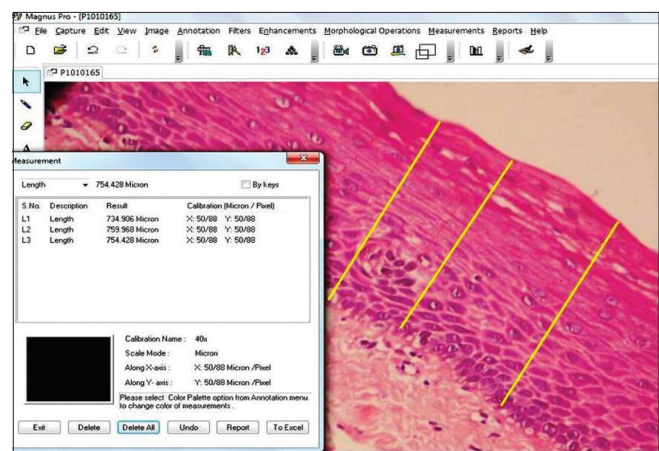 Magnus Pro - [P1010165]
File Capture Edit View Image Annotation Filters Enhancements Morphological Operations Measurements Reports Help
1 2 3
P1010165
A
Measurement
Length 754.428 Micron By keys
S.No. Description Result Calibration (Micron / Pixel)
L1 Length 734.906 Micron X: 50/88 Y: 50/88
L2 Length 759.968 Micron X: 50/88 Y: 50/88
L3 Length 754.428 Micron X: 50/88 Y: 50/88
Calibration Name : 40x
Scale Mode : Micron
Along X-axis : X: 50/88 Micron /Pixel
Along Y- axis : Y: 50/88 Micron /Pixel
Please select Color Palette option from Annotation menu
to change color of measurements .
Exit Delete Delete All Undo Report To Excel